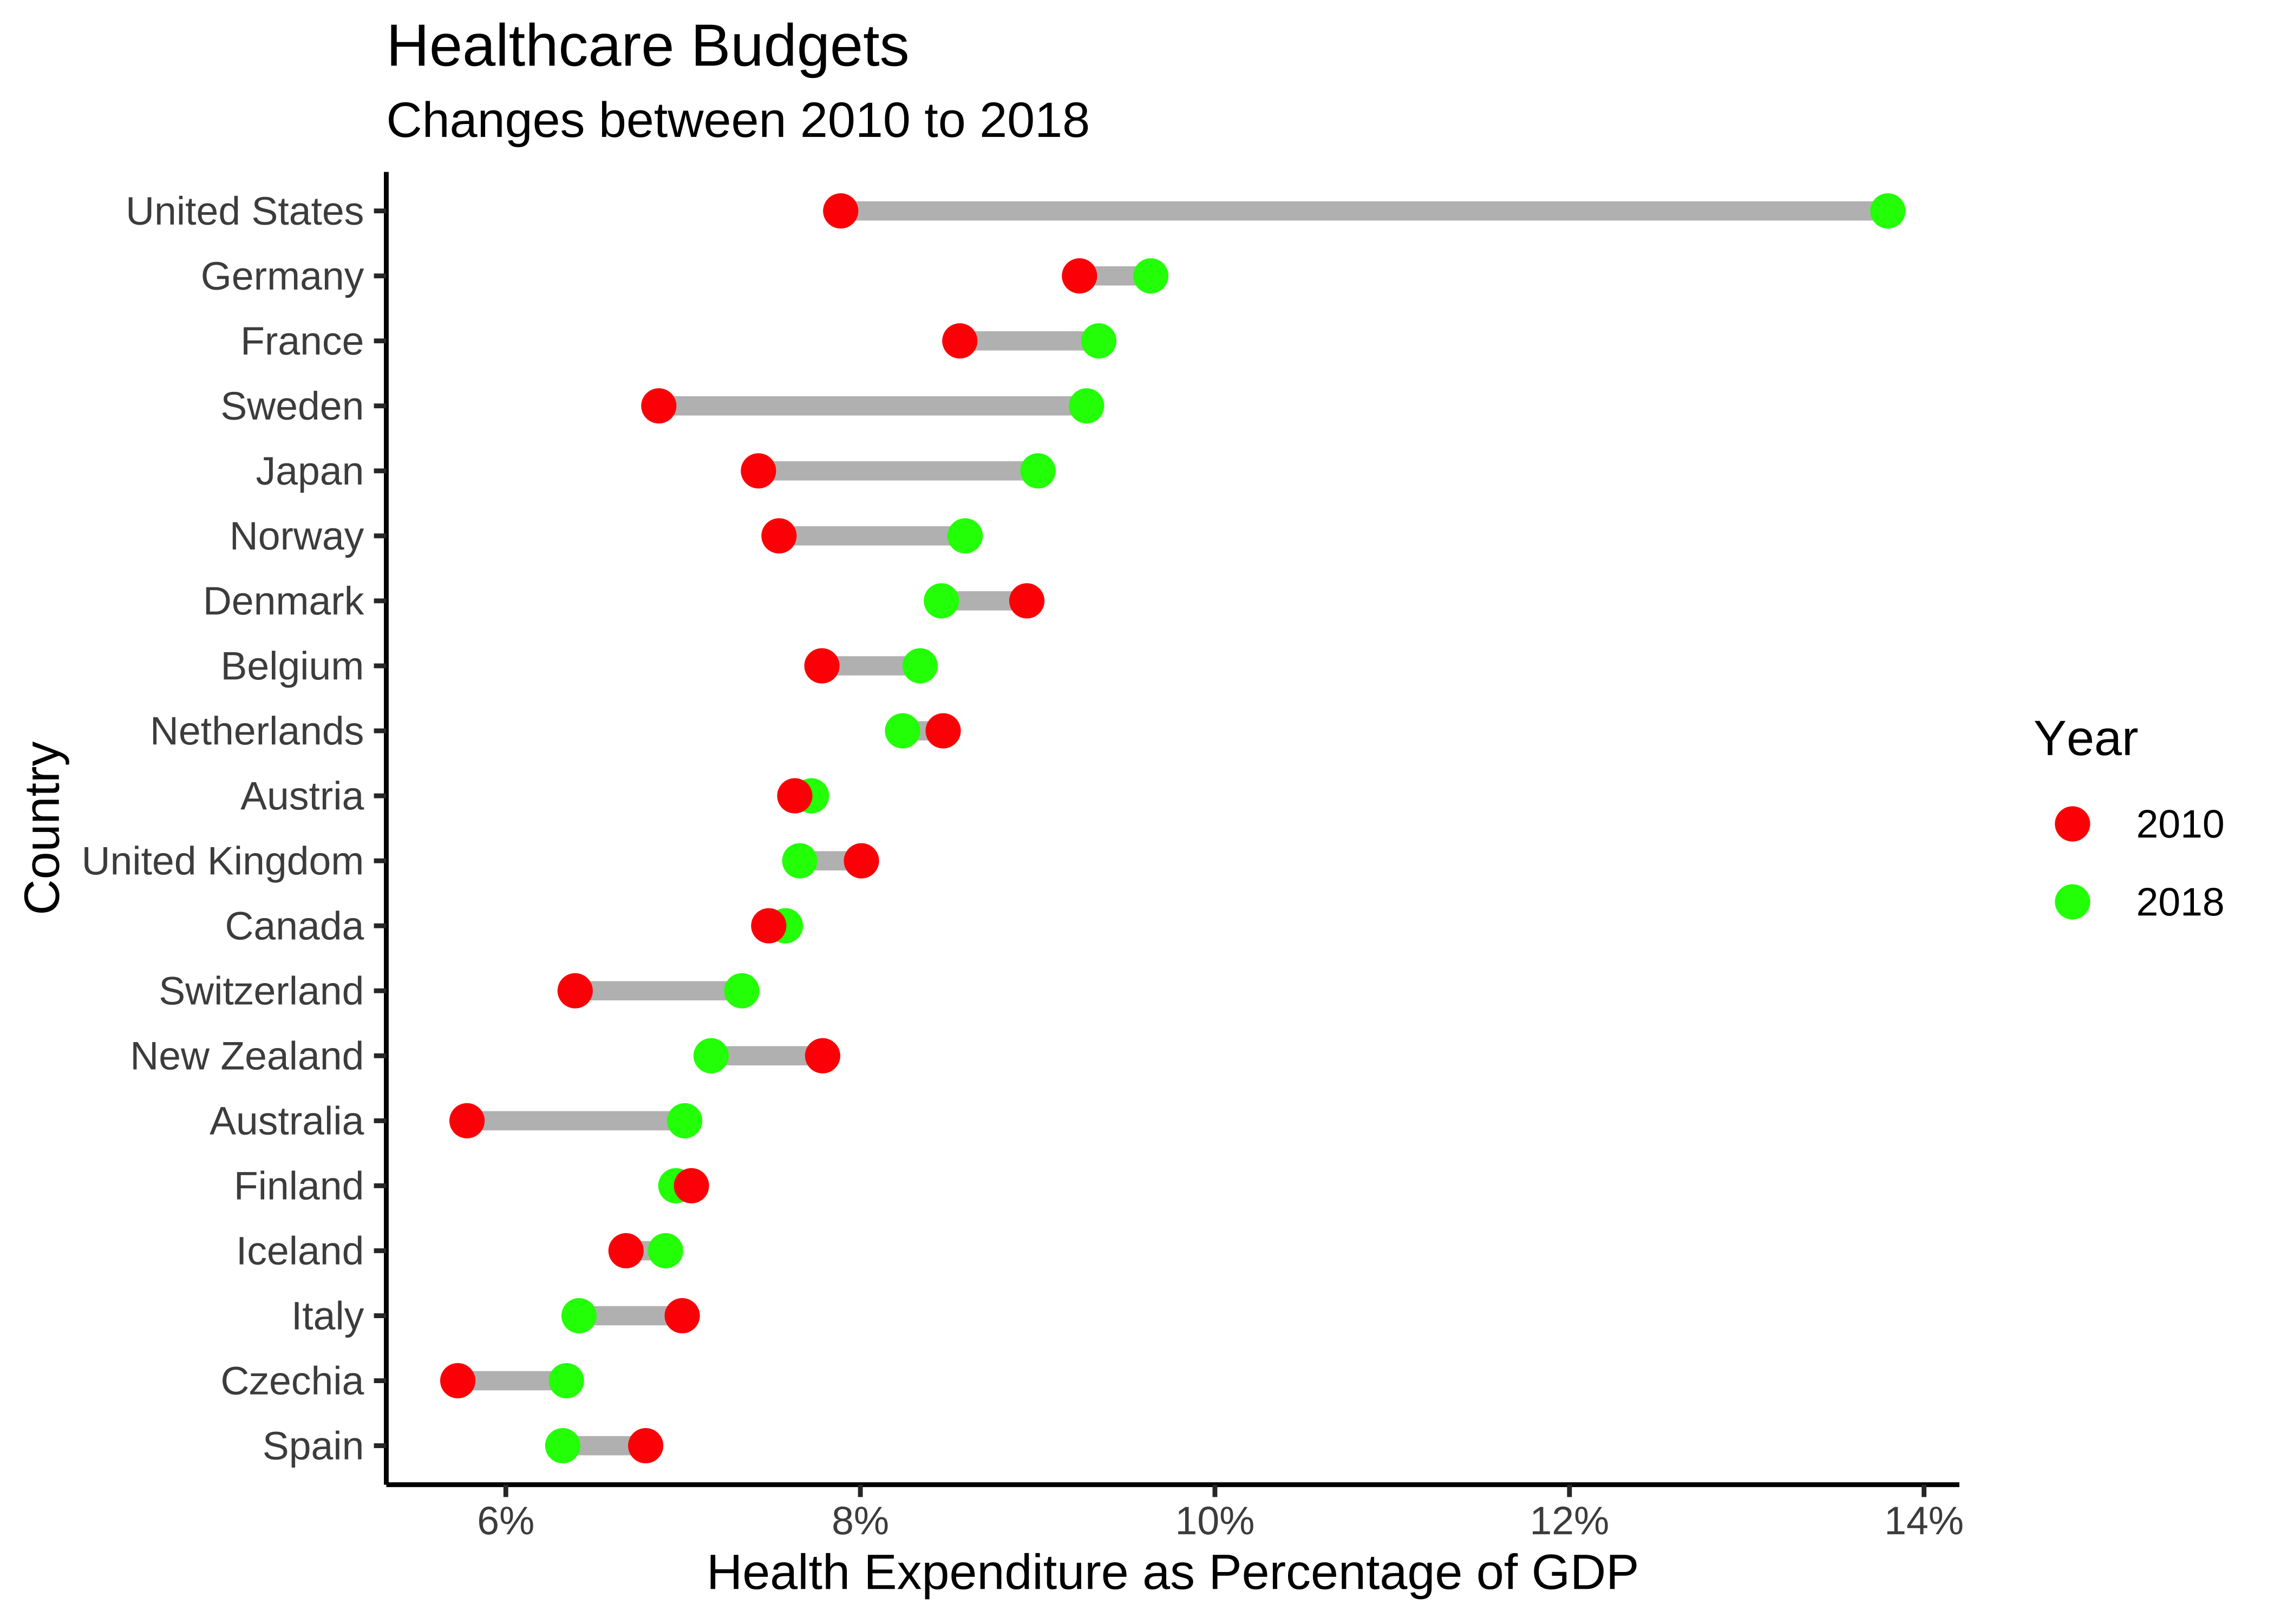 Healthcare Budgets
Changes between 2010 to 2018
United States
Germany
France
Sweden
Japan
Norway
Denmark
Belgium
Netherlands
Austria
United Kingdom
Canada
Switzerland
New Zealand
Australia
Finland
Iceland
Italy
Czechia
Spain
Country
6% 8% 10% 12% 14%
Health Expenditure as Percentage of GDP
Year
2010
2018